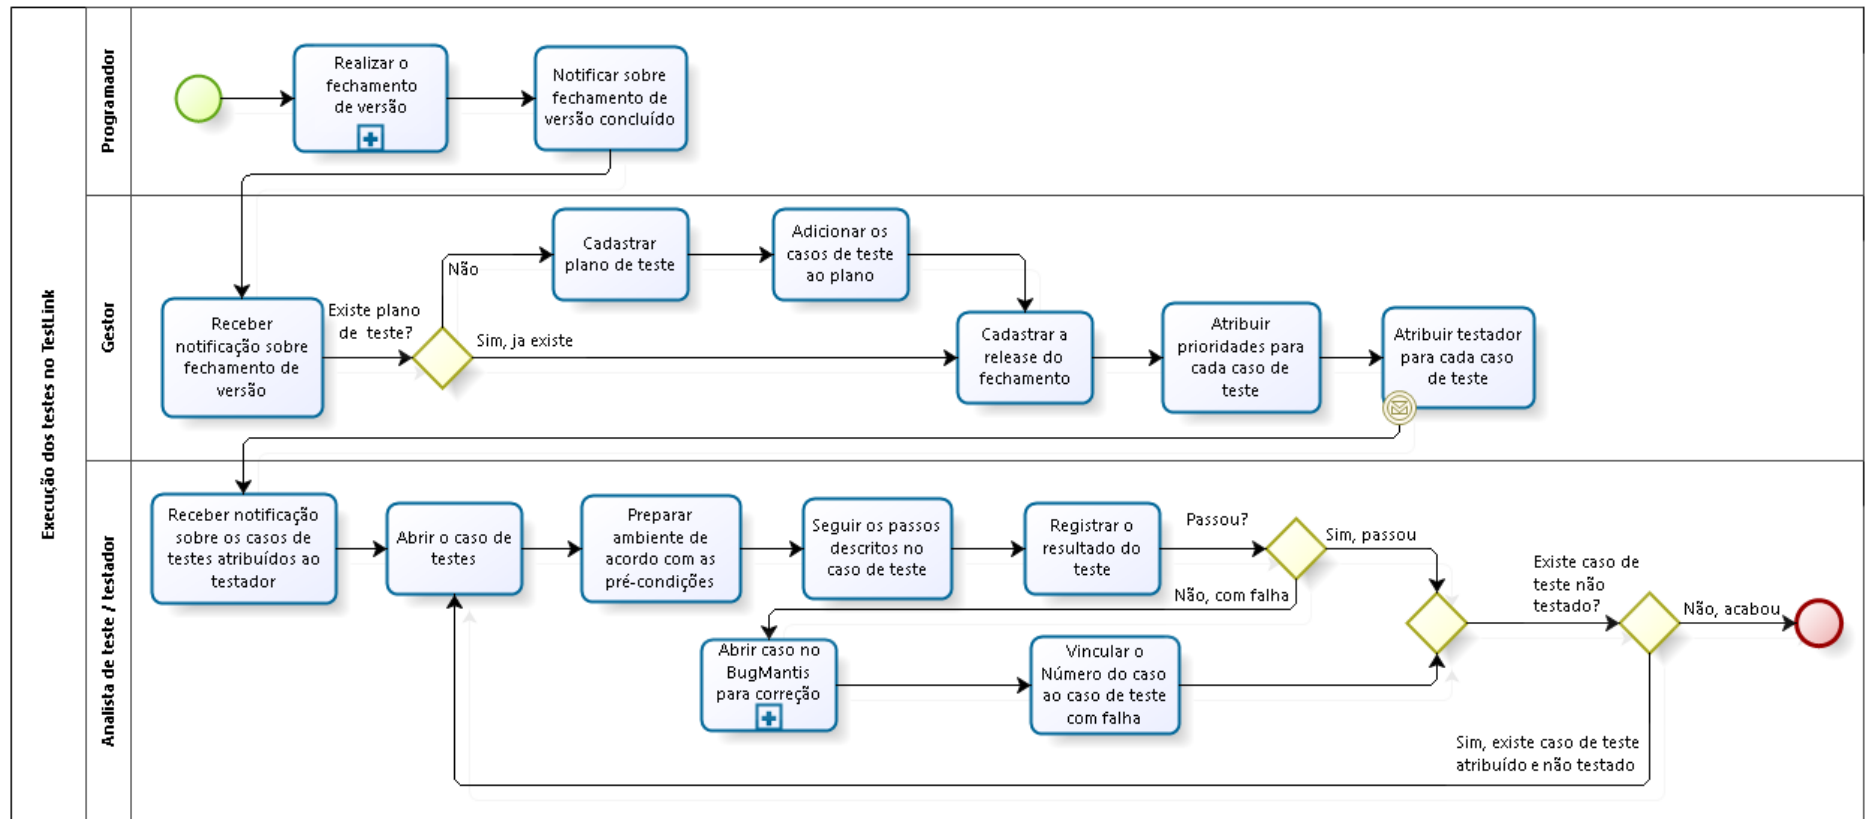 Execução dos testes no TestLink
Programador
Realizar o
fechamento
de versão
Notificar sobre
fechamento de
versão concluído
Gestor
Receber
notificação sobre
fechamento de
versão
Existe plano
de teste?
Não
Sim, ja existe
Cadastrar
plano de teste
Adicionar os
casos de teste
ao plano
Cadastrar a
release do
fechamento
Atribuir
prioridades para
cada caso de
teste
Atribuir testador
para cada caso
de teste
Analista de teste / testador
Receber notificação
sobre os casos de
testes atribuídos ao
testador
Abrir o caso de
testes
Preparar
ambiente de
acordo com as
pré-condições
Seguir os passos
descritos no
caso de teste
Registrar o
resultado do
teste
Passou?
Sim, passou
Não, com falha
Abrir caso no
BugMantis
para correção
Vincular o
Número do caso
ao caso de teste
com falha
Existe caso de
teste não
testado?
Não, acabou
Sim, existe caso de teste
atribuído e não testado